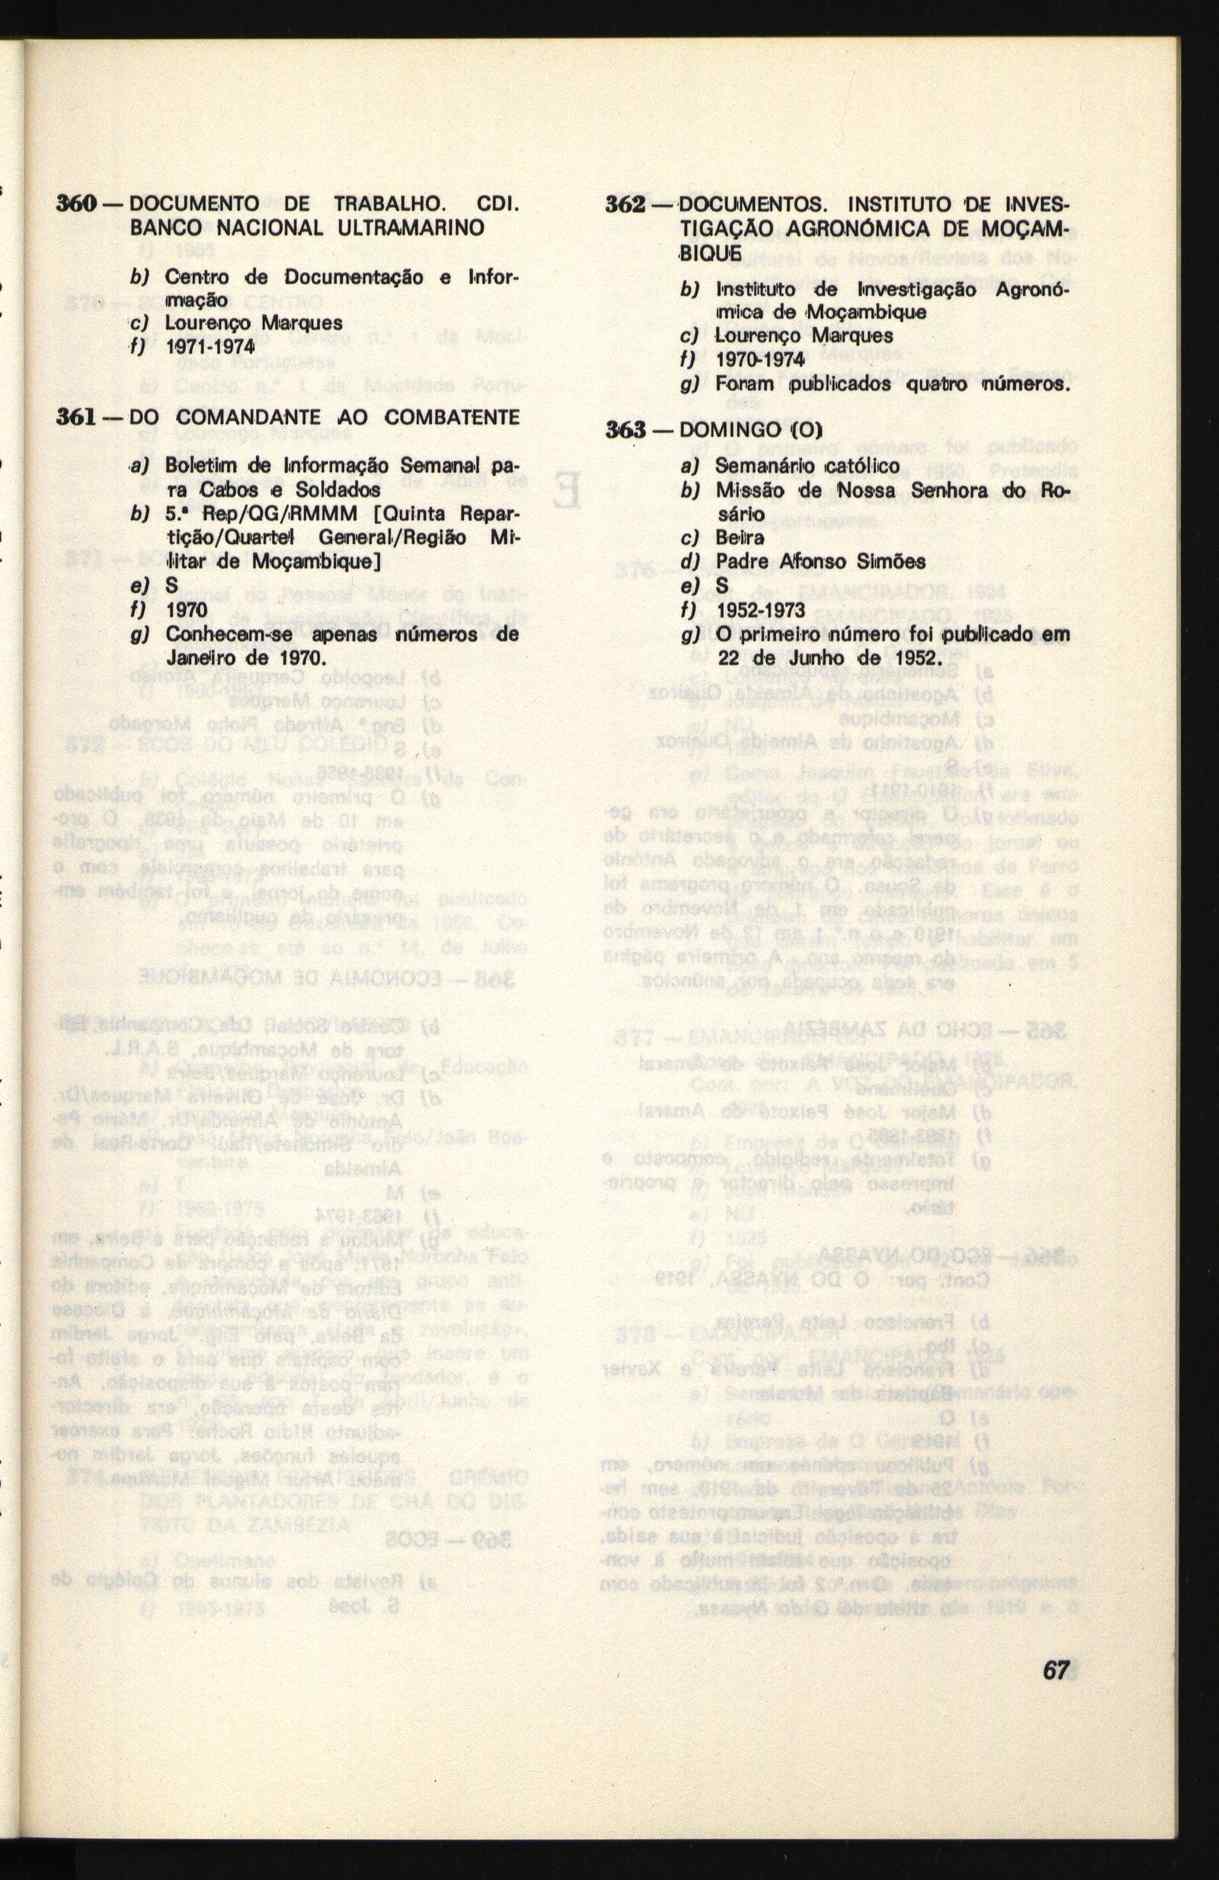 360 — DOCUMENTO DE TRABALHO. CDI.
BANCO NACIONAL ULTRAMARINO
b) Centro de Documentação e Infor-
mação
c) Lourenço Marques
f) 1971-1974
361 — DO COMANDANTE AO COMBATENTE
a) Boletim de Informação Semanal pa-
ra Cabos e Soldados
b) 5.ª Rep/QG/RMMM [Quinta Repar-
tição/Quartel General/Região Mi-
litar de Moçambique]
e) S
f) 1970
g) Conhecem-se apenas números de
Janeiro de 1970.
362 — DOCUMENTOS. INSTITUTO DE INVES-
TIGAÇÃO AGRONÓMICA DE MOÇAM-
BIQUE
b) Instituto de Investigação Agronó-
mica de Moçambique
c) Lourenço Marques
f) 1970-1974
g) Foram publicados quatro números.
363 — DOMINGO (O)
a) Semanário católico
b) Missão de Nossa Senhora do Ro-
sário
c) Beira
d) Padre Afonso Simões
e) S
f) 1952-1973
g) O primeiro número foi publicado em
22 de Junho de 1952.
67